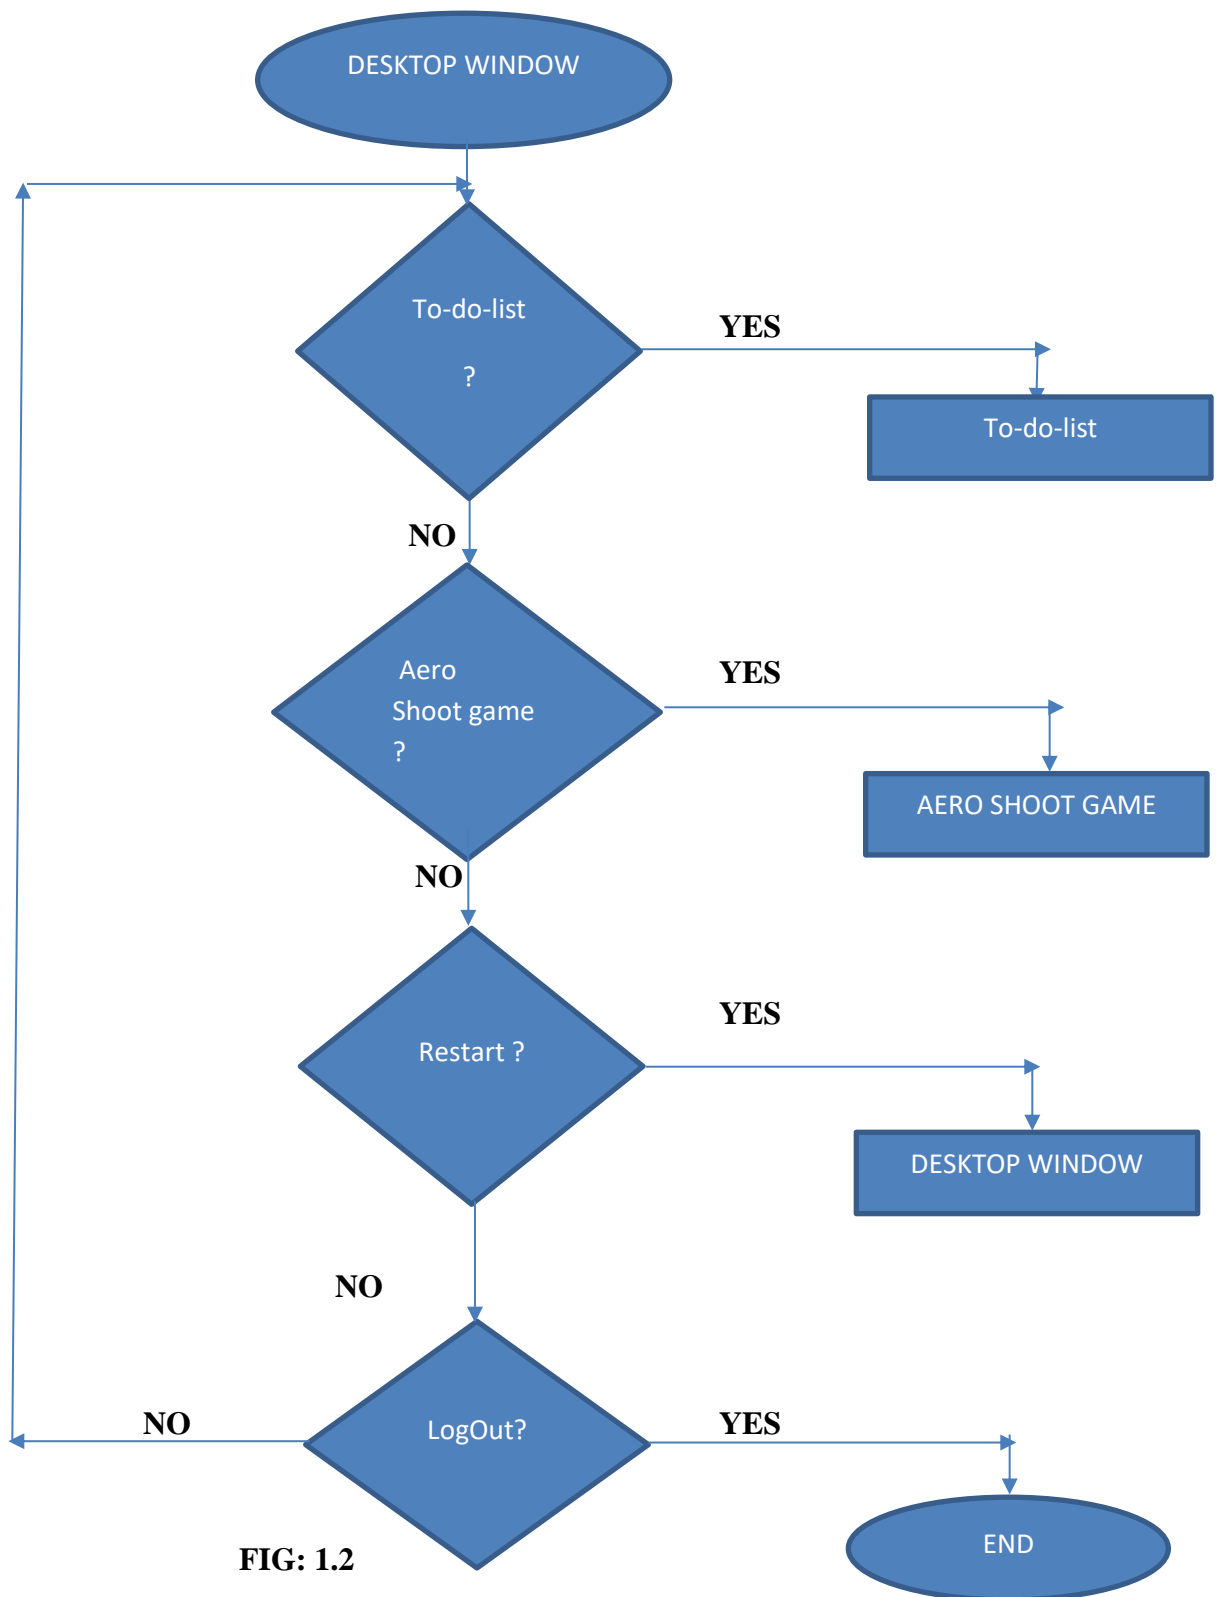 DESKTOP WINDOW
To-do-list
?
YES
To-do-list
NO
Aero
Shoot game
?
YES
AERO SHOOT GAME
NO
Restart ?
YES
DESKTOP WINDOW
NO
LogOut?
NO
YES
END
FIG: 1.2